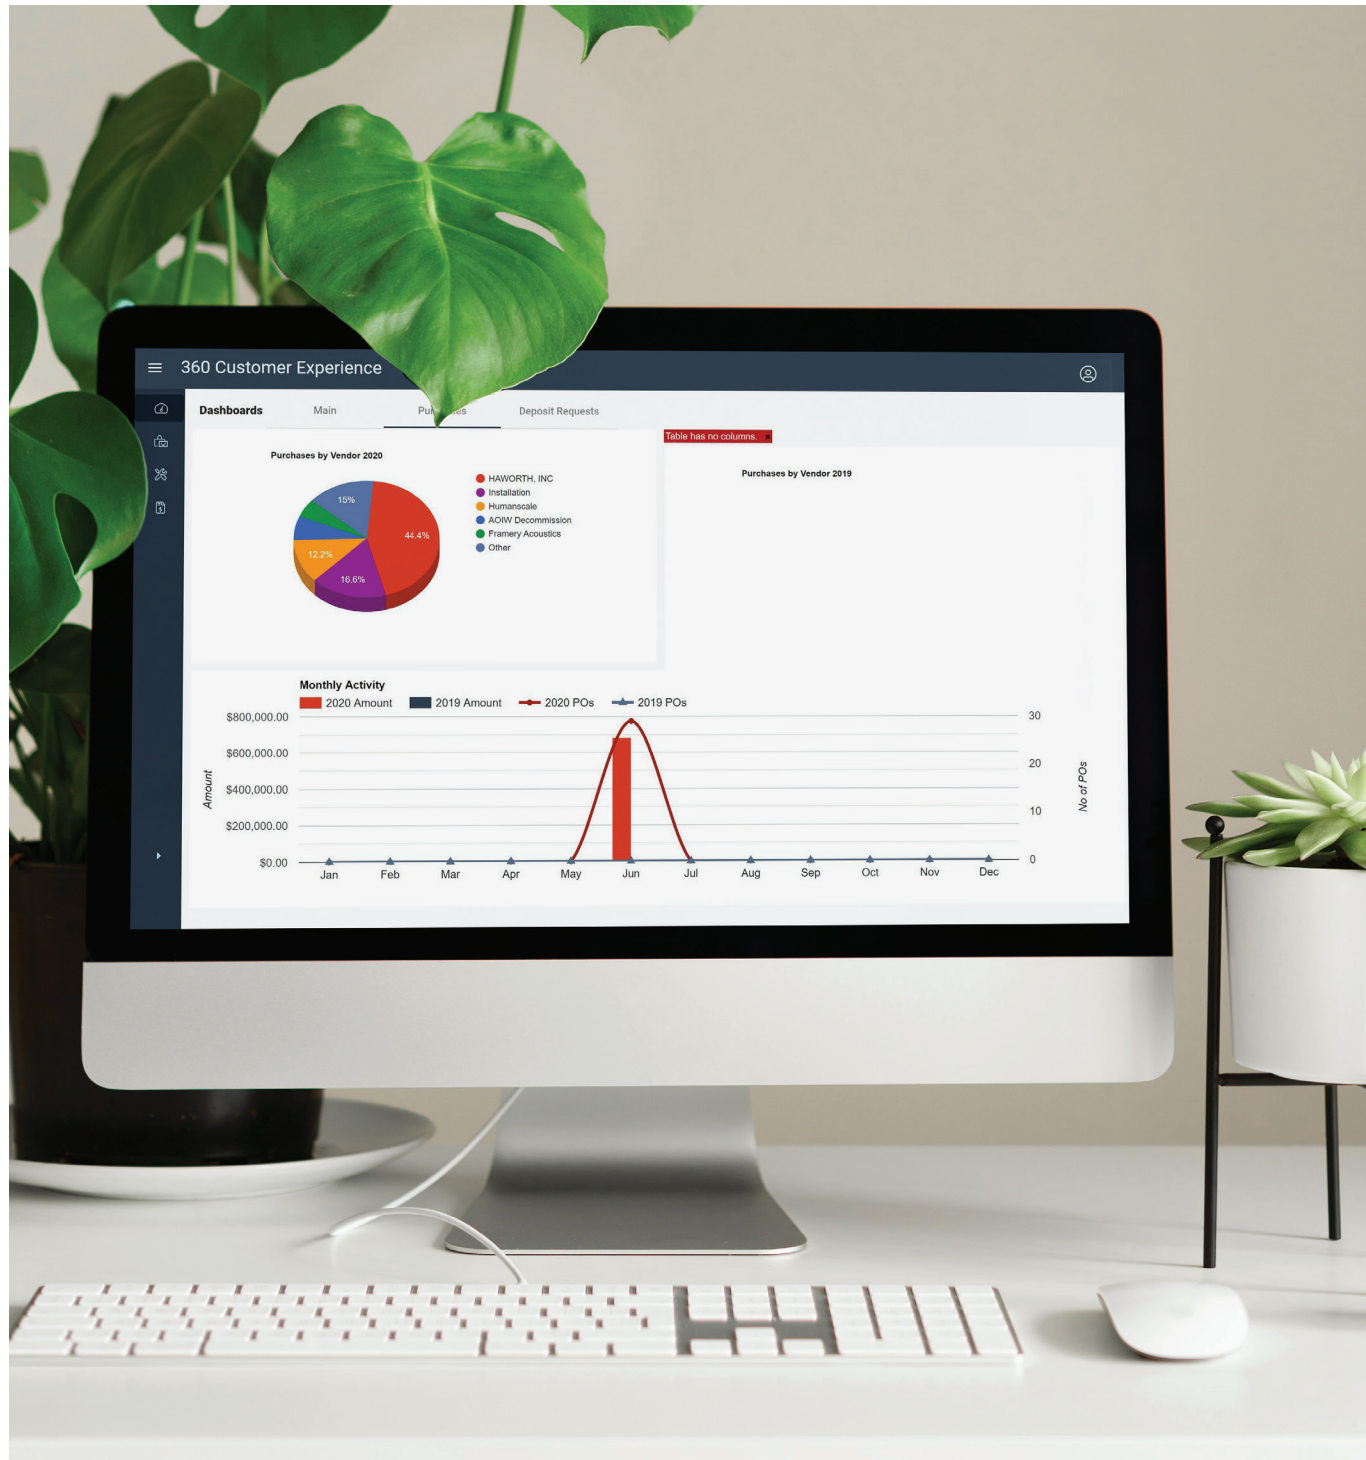 360 Customer Experience
Dashboards Main Deposit Requests
Table has no columns. ×
Purchases by Vendor 2020
Purchases by Vendor 2019
15%
44.4%
12.2%
16.6%
HAWORTH, INC
Installation
Humanscale
AOIW Decommission
Framery Acoustics
Other
Monthly Activity
2020 Amount 2019 Amount 2020 POs 2019 POs
$800,000.00 30
$600,000.00 20
$400,000.00 10
$200,000.00
$0.00 0
Amount
No of POs
Jan Feb Mar Apr May Jun Jul Aug Sep Oct Nov Dec